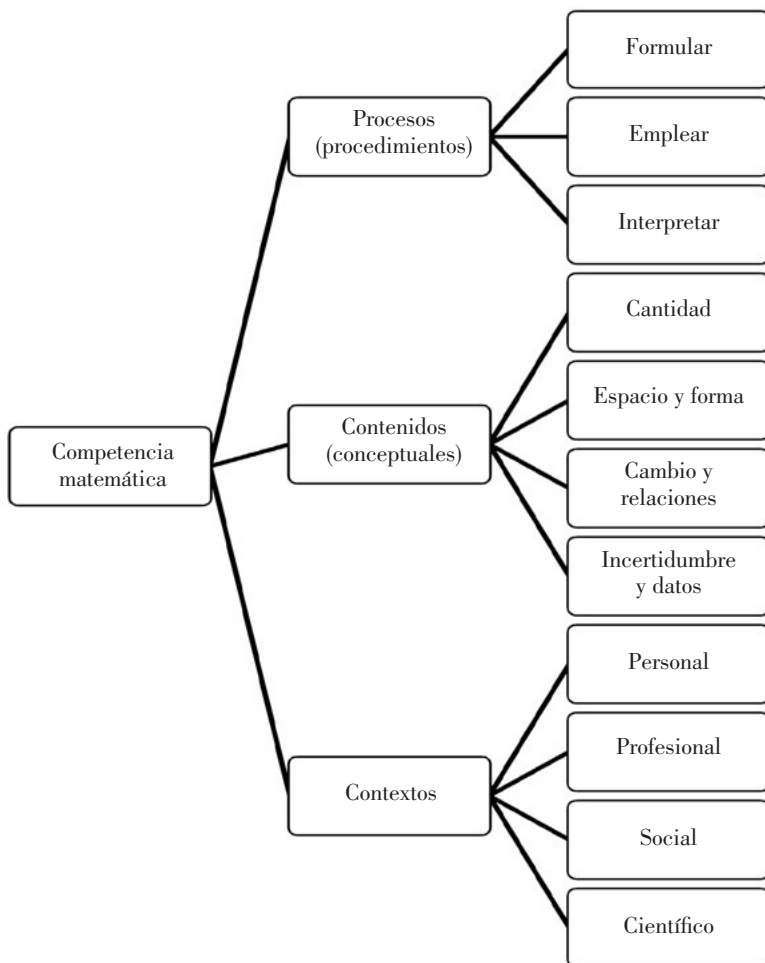 Competencia
matemática
Procesos
(procedimientos)
Formular
Emplear
Interpretar
Contenidos
(conceptuales)
Cantidad
Espacio y forma
Cambio y
relaciones
Incertidumbre
y datos
Contextos
Personal
Profesional
Social
Científico